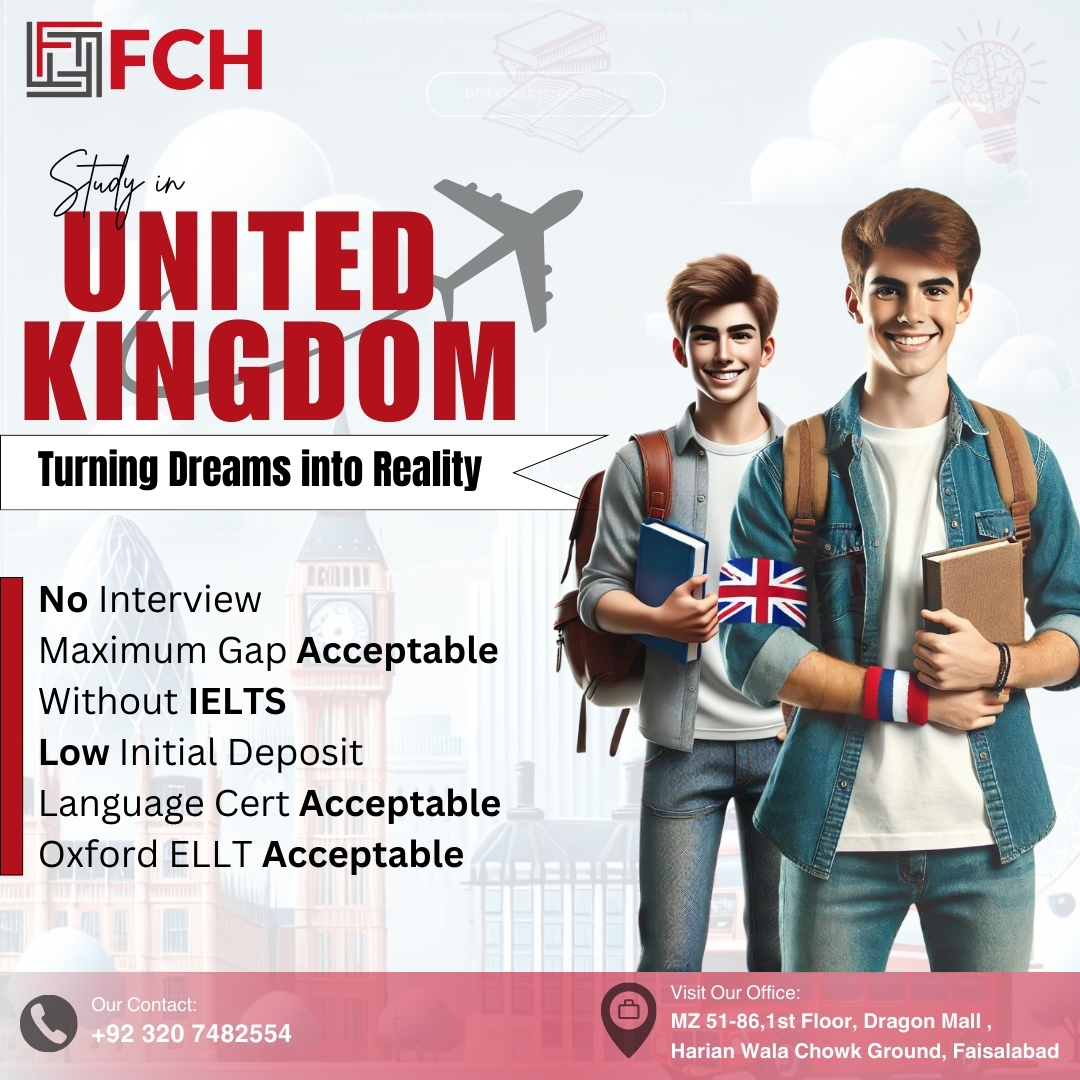 FCH
Study in
UNITED
KINGDOM
Turning Dreams into Reality
No Interview
Maximum Gap Acceptable
Without IELTS
Low Initial Deposit
Language Cert Acceptable
Oxford ELLT Acceptable
Our Contact:
+92 320 7482554
Visit Our Office:
MZ 51-86,1st Floor, Dragon Mall ,
Harian Wala Chowk Ground, Faisalabad